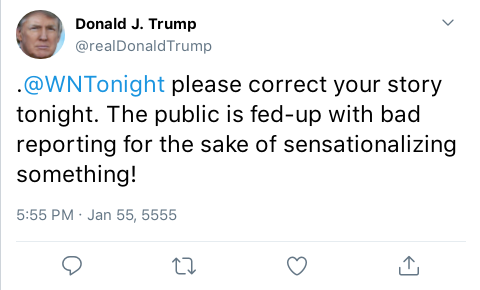 Donald J. Trump
@realDonaldTrump
.@WNTonight please correct your story
tonight. The public is fed-up with bad
reporting for the sake of sensationalizing
something!
5:55 PM · Jan 55, 5555